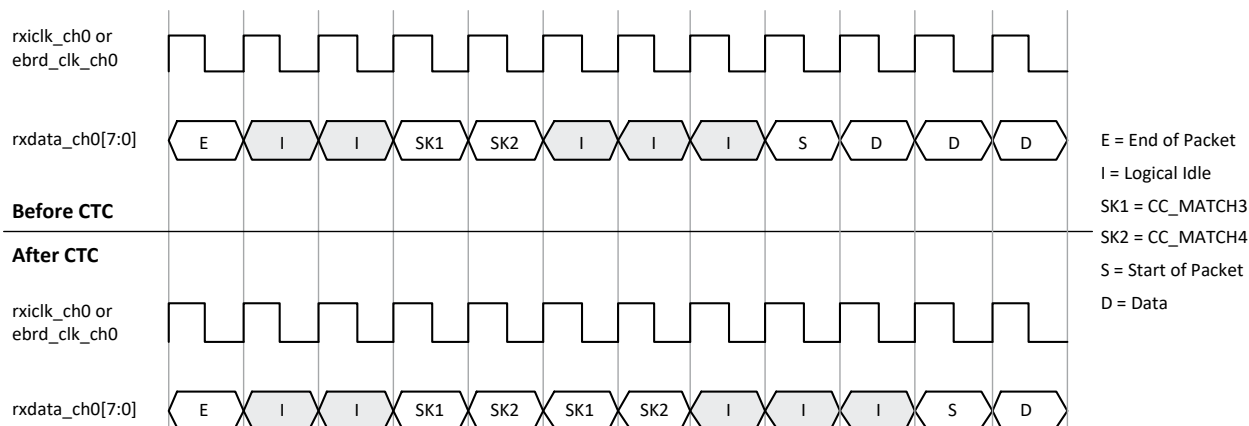 rxiclk_ch0 or
ebrd_clk_ch0
rxdata_ch0[7:0] E I I SK1 SK2 I I I S D D D
Before CTC
After CTC
rxiclk_ch0 or
ebrd_clk_ch0
rxdata_ch0[7:0] E I I SK1 SK2 SK1 SK2 I I I S D
E = End of Packet
I = Logical Idle
SK1 = CC_MATCH3
SK2 = CC_MATCH4
S = Start of Packet
D = Data